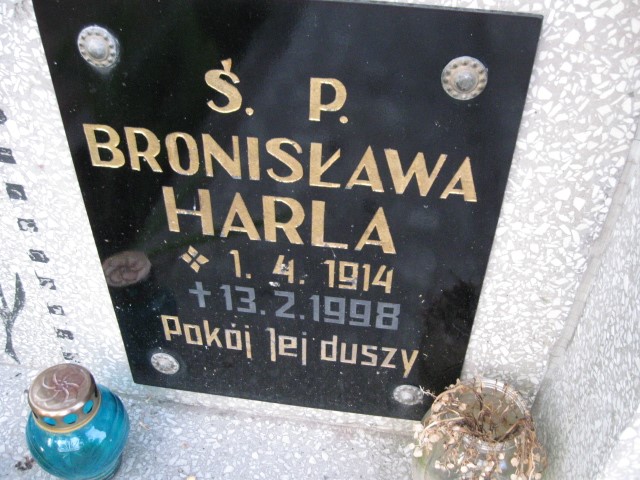 Ś. P.
BRONISŁAWA
HARLA
1. 4. 1914
✝ 13. 2. 1998
Pokój Jej duszy